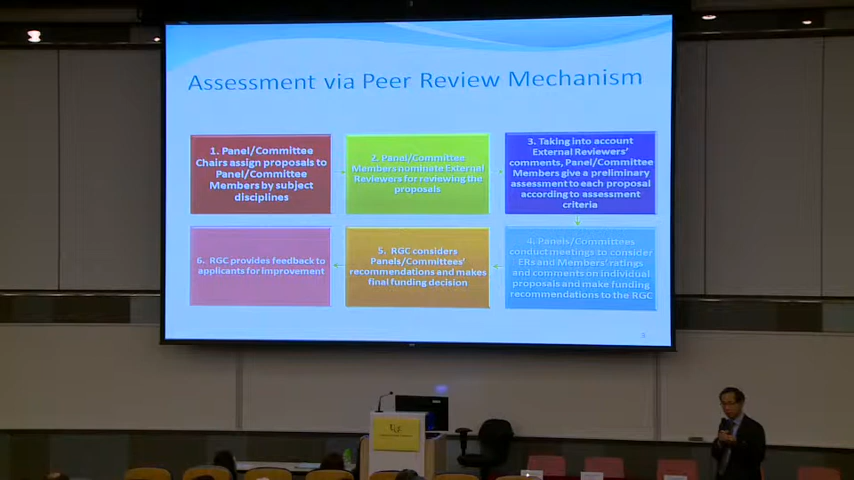 Assessment via Peer Review Mechanism
1. Panel/Committee
Chairs assign proposals to
Panel/Committee
Members by subject
disciplines
2. Panel/Committee
Members nominate External
Reviewers for reviewing the
proposals
3. Taking into account
External Reviewers'
comments, Panel/Committee
Members give a preliminary
assessment to each proposal
according to assessment
criteria
6. RGC provides feedback to
applicants for improvement
5. RGC considers
Panels/Committees'
recommendations and makes
final funding decision
4. Panels/Committees
conduct meetings to consider
ERs and Members' ratings
and comments on individual
proposals and make funding
recommendations to the RGC